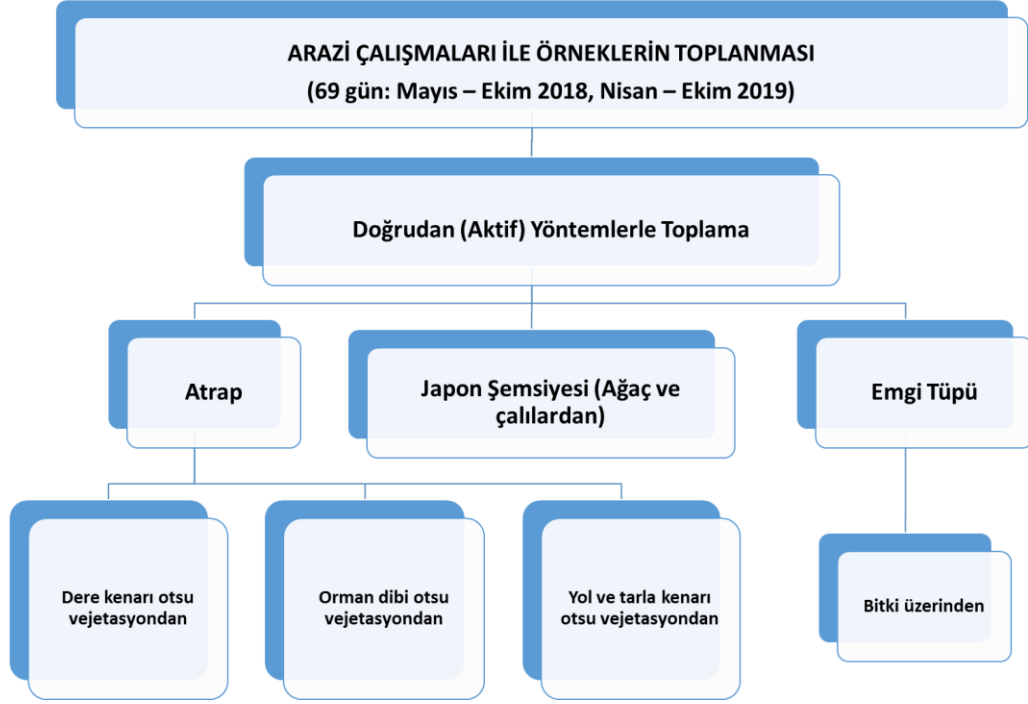 ARAZİ ÇALIŞMALARI İLE ÖRNEKLERİN TOPLANMASI
(69 gün: Mayıs – Ekim 2018, Nisan – Ekim 2019)
Doğrudan (Aktif) Yöntemlerle Toplama
Atrap
Japon Şemsiyesi (Ağaç ve
çalılardan)
Emgi Tüpü
Dere kenarı otsu
vejetasyondan
Orman dibi otsu
vejetasyondan
Yol ve tarla kenarı
otsu vejetasyondan
Bitki üzerinden